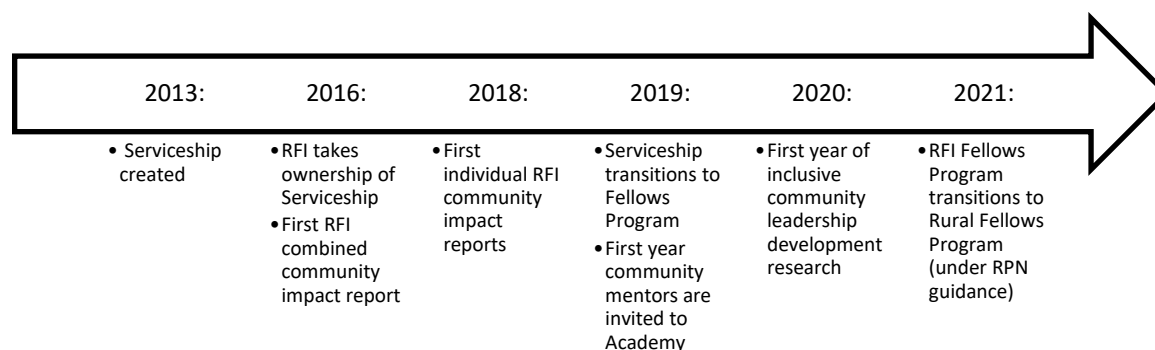 2013:
• Serviceship
created
2016:
• RFI takes
ownership of
Serviceship
• First RFI
combined
community
impact report
2018:
• First
individual RFI
community
impact
reports
2019:
• Serviceship
transitions to
Fellows
Program
• First year
community
mentors are
invited to
Academy
2020:
• First year of
inclusive
community
leadership
development
research
2021:
• RFI Fellows
Program
transitions to
Rural Fellows
Program
(under RPN
guidance)